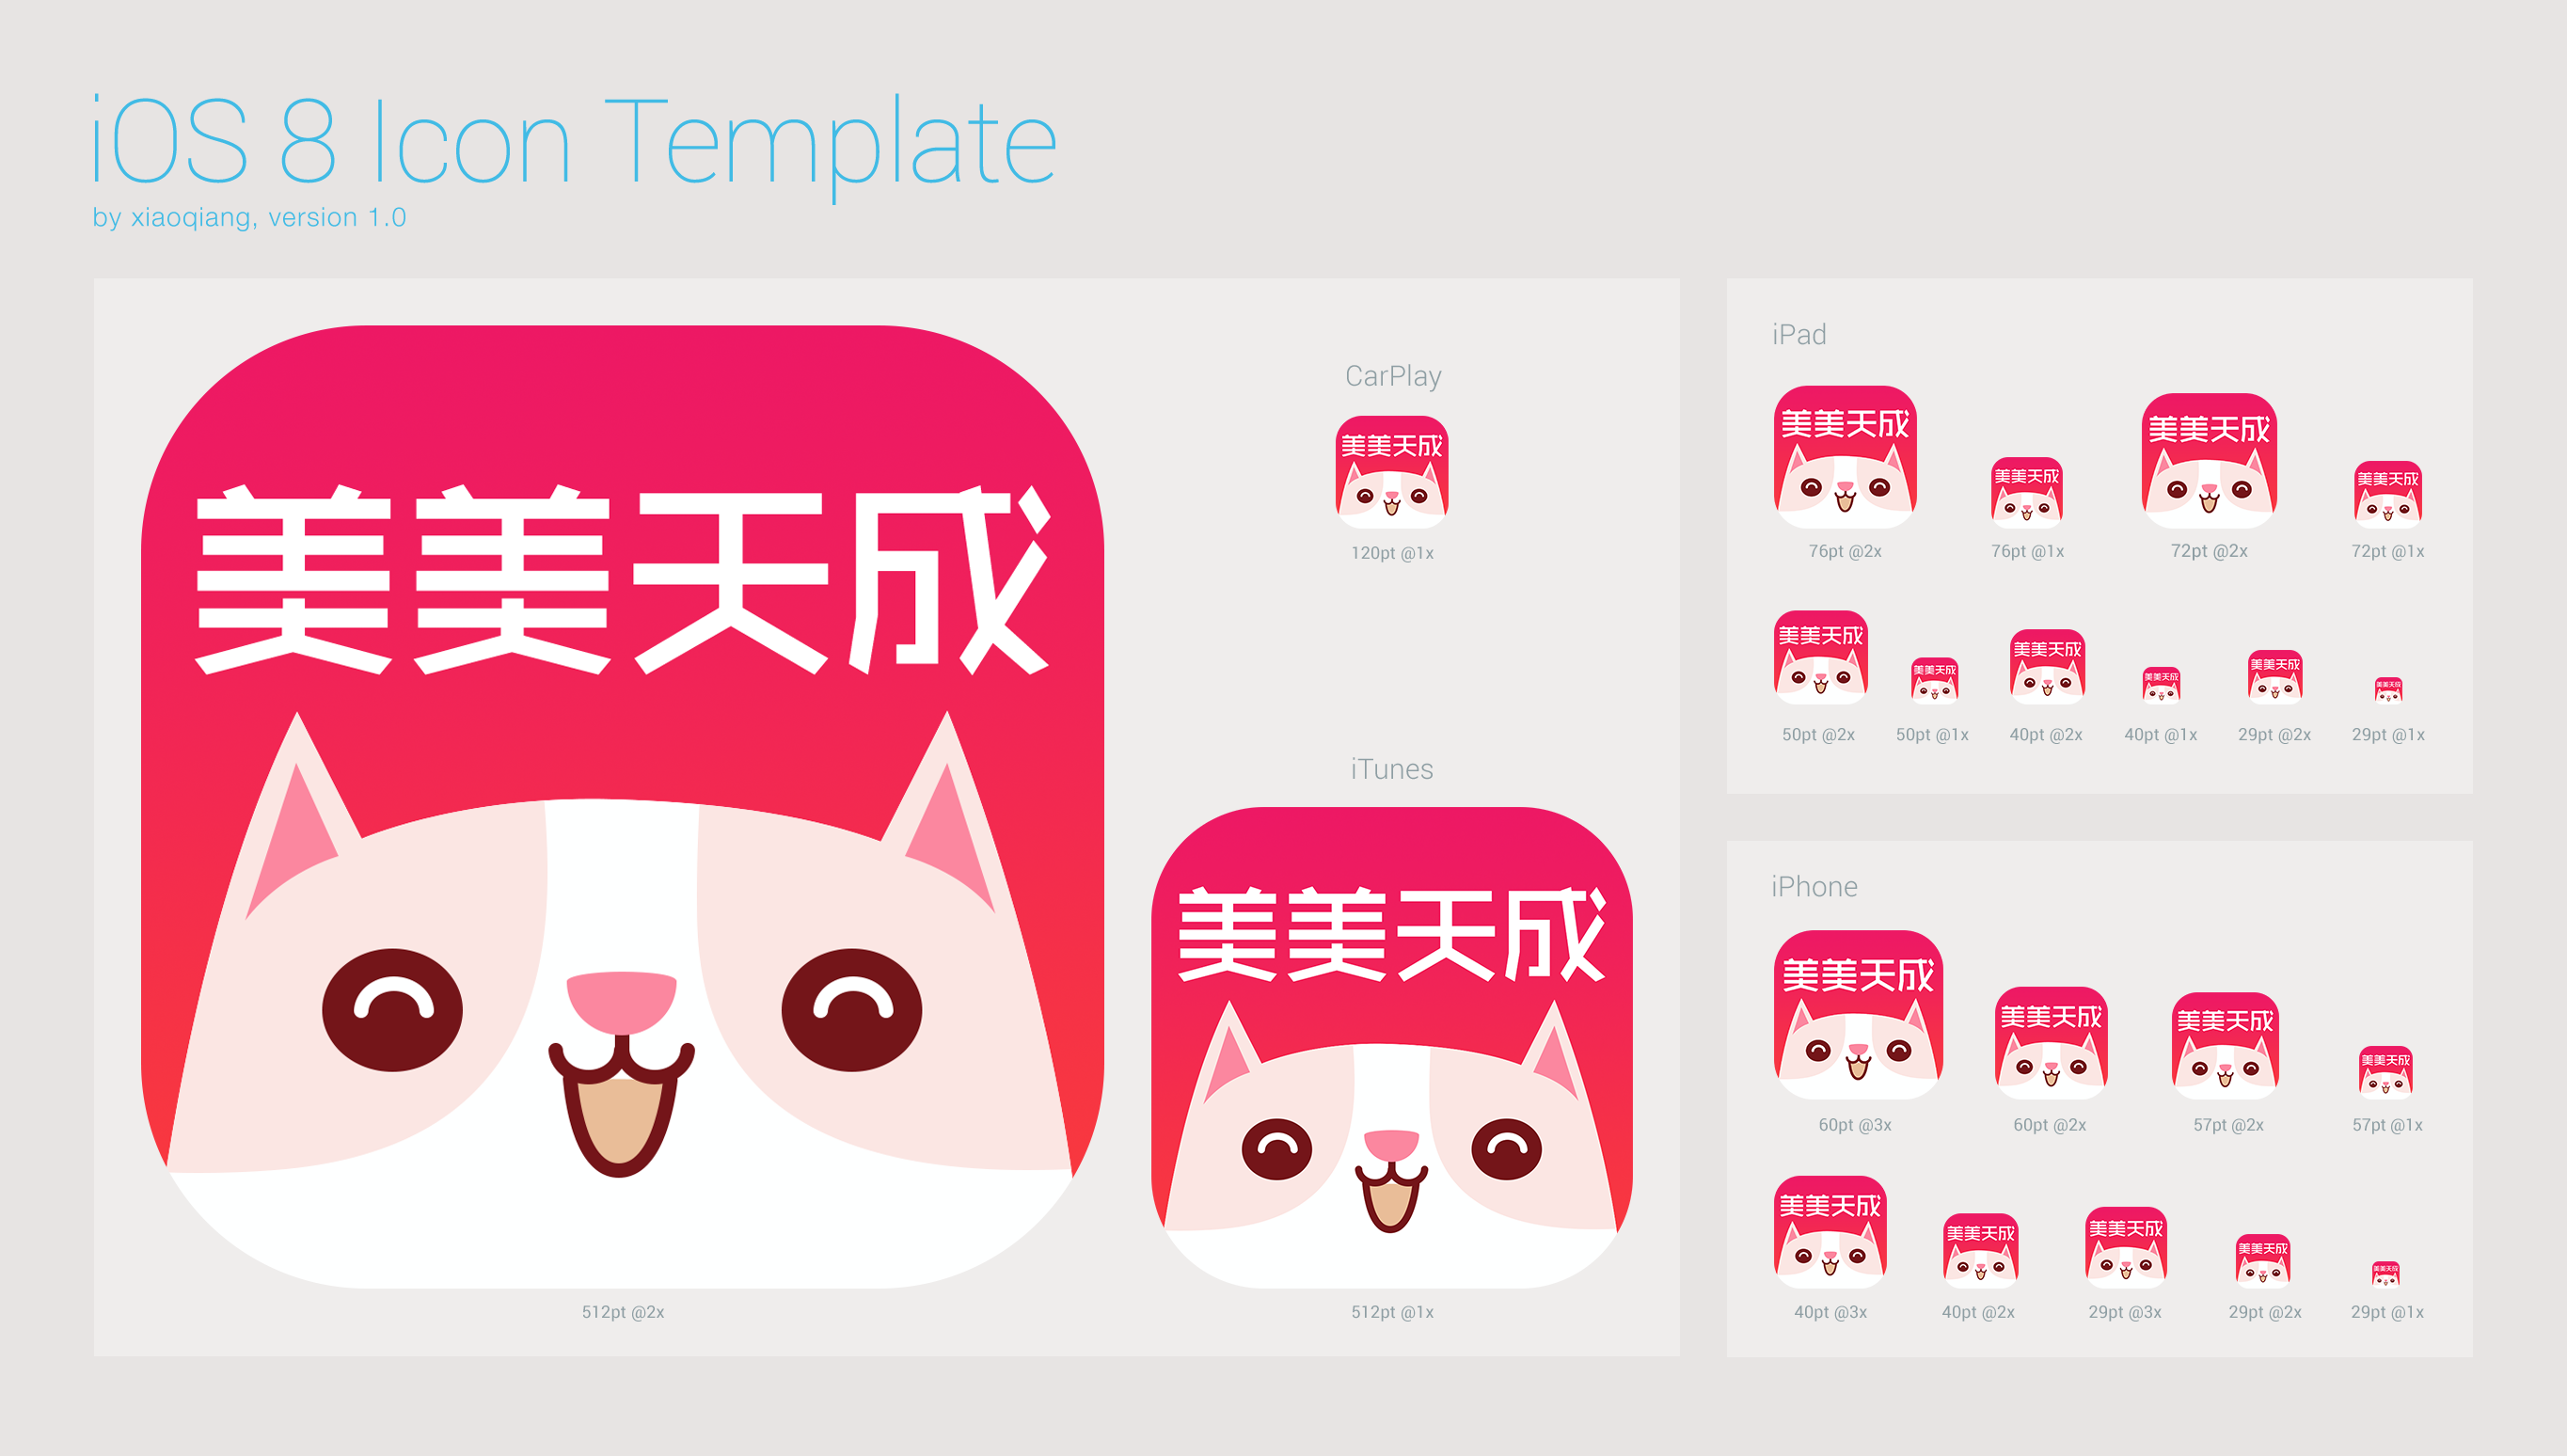 iOS 8 Icon Template
by xiaoqiang, version 1.0
美美天成
512pt @2x
CarPlay
美美天成
120pt @1x
iTunes
美美天成
512pt @1x
iPad
美美天成 美美天成 美美天成 美美天成
76pt @2x 76pt @1x 72pt @2x 72pt @1x
美美天成 美美天成 美美天成 美美天成 美美天成 美美天成
50pt @2x 50pt @1x 40pt @2x 40pt @1x 29pt @2x 29pt @1x
iPhone
美美天成 美美天成 美美天成 美美天成
60pt @3x 60pt @2x 57pt @2x 57pt @1x
美美天成 美美天成 美美天成 美美天成 美美天成
40pt @3x 40pt @2x 29pt @3x 29pt @2x 29pt @1x